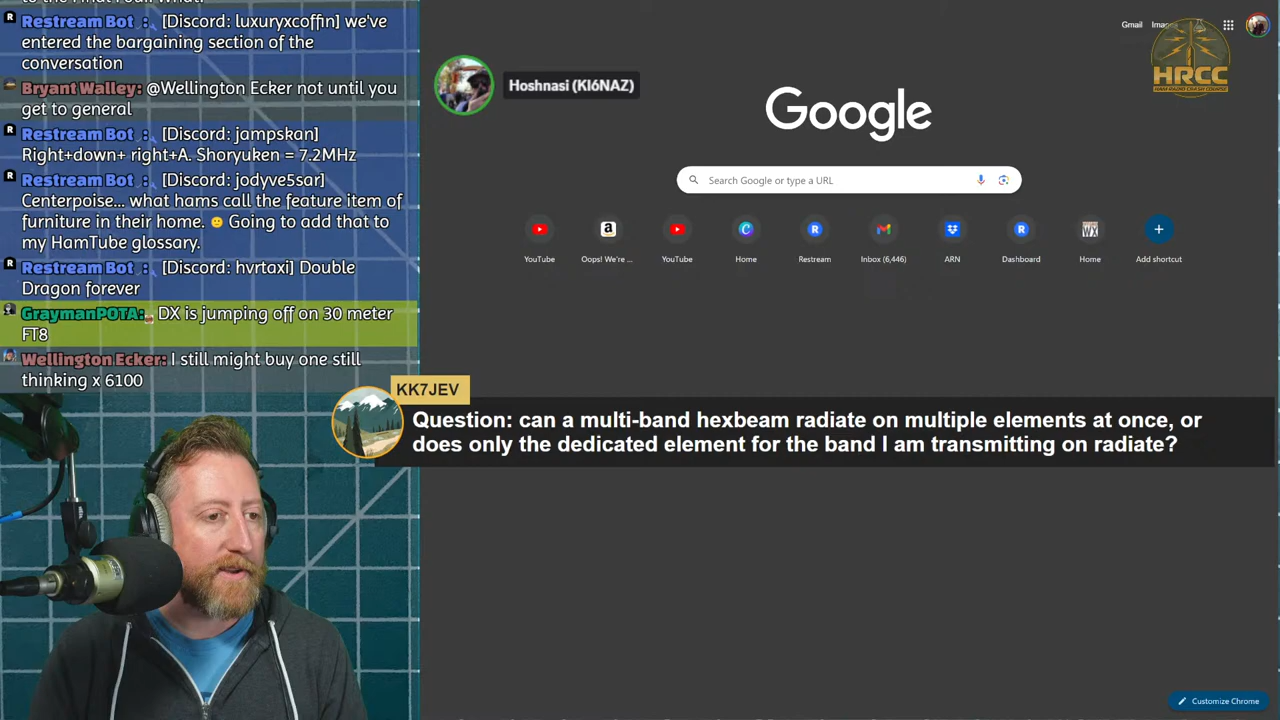 Restream Bot : [Discord: luxuryxcoffin] we've
entered the bargaining section of the
conversation
Bryant Walley: @Wellington Ecker not until you
get to general
Restream Bot : [Discord: jampskan]
Right+down+ right+A. Shoryuken = 7.2MHz
Restream Bot : [Discord: jodyve5sar]
Centerpoise... what hams call the feature item of
furniture in their home. 🙂 Going to add that to
my HamTube glossary.
Restream Bot : [Discord: hvrtaxi] Double
Dragon forever
GraymanPOTA: DX is jumping off on 30 meter
FT8
Wellington Ecker: I still might buy one still
thinking x 6100
Gmail
HRCC
HAM RADIO CRASH COURSE
Hoshnasi (KI6NAZ)
Google
Search Google or type a URL
YouTube
Oops! We're ...
YouTube
Home
Restream
Inbox (6,446)
ARN
Dashboard
Home
Add shortcut
KK7JEV
Question: can a multi-band hexbeam radiate on multiple elements at once, or
does only the dedicated element for the band I am transmitting on radiate?
Customize Chrome